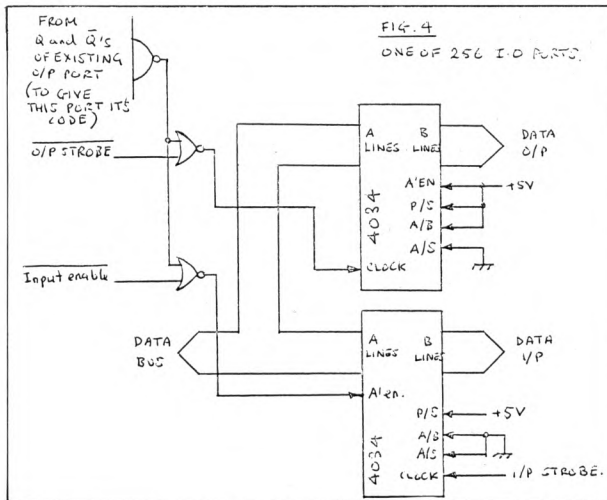 FROM
Q and Q̄'s
OF EXISTING
O/P PORT
(TO GIVE
THIS PORT ITS
CODE)
O/P STROBE
Input enable
FIG. 4
ONE OF 256 I.O PORTS.
A LINES
B LINES
DATA O/P
A'EN
+5V
P/S
A/B
A/S
4034
CLOCK
DATA BUS
A LINES
B LINES
DATA I/P
A'en.
P/S
+5V
A/B
A/S
4034
CLOCK
I/P STROBE.